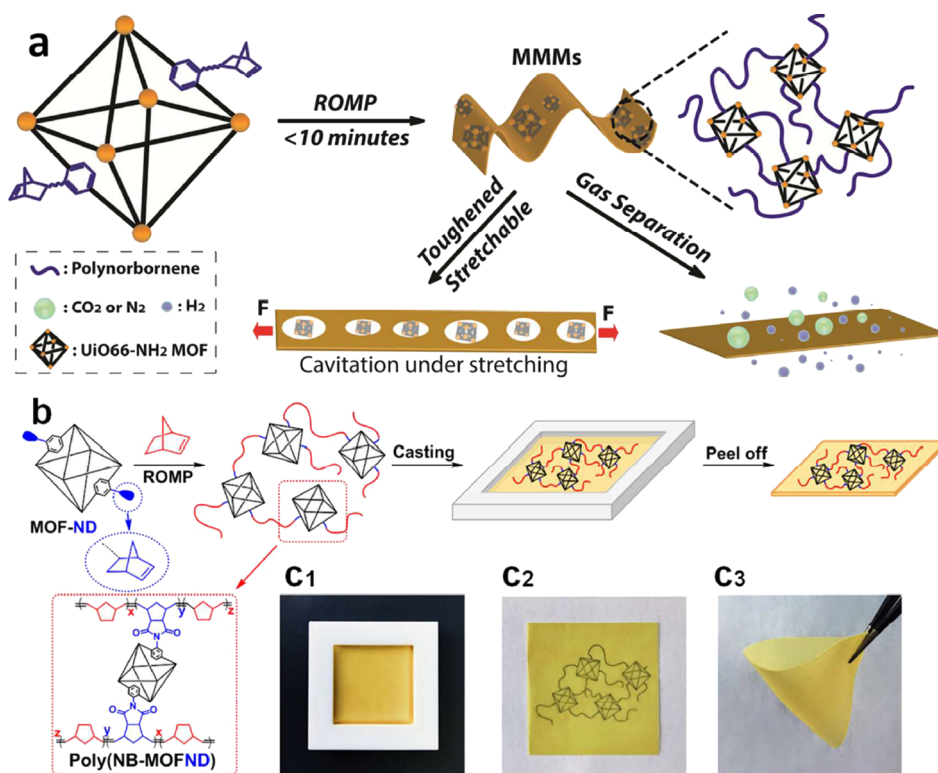 a
ROMP
<10 minutes
MMMs
Toughened
Stretchable
Gas Separation
: Polynorbornene
: CO2 or N2
: H2
: UiO66-NH2 MOF
F
F
Cavitation under stretching
b
MOF-ND
ROMP
Casting
Peel off
x
y
z
O
N
O
O
N
O
z
y
x
z
Poly(NB-MOFND)
C1
C2
C3